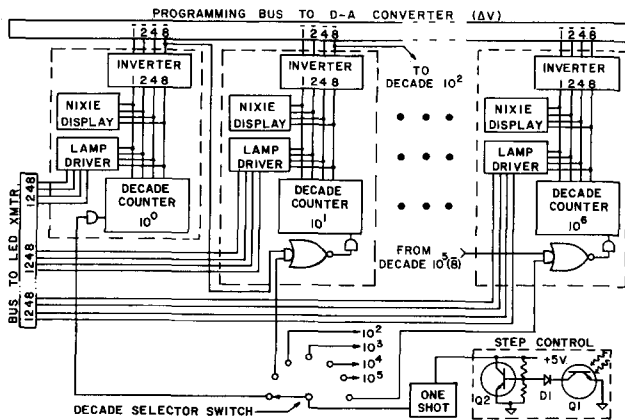 PROGRAMMING BUS TO D-A CONVERTER (ΔV)
1̅ 2̅ 4̅ 8̅
1̅ 2̅ 4̅ 8̅
1̅ 2̅ 4̅ 8̅
INVERTER
1 2 4 8
INVERTER
1 2 4 8
INVERTER
1 2 4 8
TO
DECADE 10²
NIXIE
DISPLAY
NIXIE
DISPLAY
NIXIE
DISPLAY
LAMP
DRIVER
LAMP
DRIVER
LAMP
DRIVER
DECADE
COUNTER
10⁰
DECADE
COUNTER
10¹
DECADE
COUNTER
10⁶
BUS TO LED XMTR.
1248
1248
1248
FROM
DECADE 10⁵(8̅)
10²
10³
10⁴
10⁵
DECADE SELECTOR SWITCH
ONE
SHOT
STEP CONTROL
+5V
Q2
D1
Q1